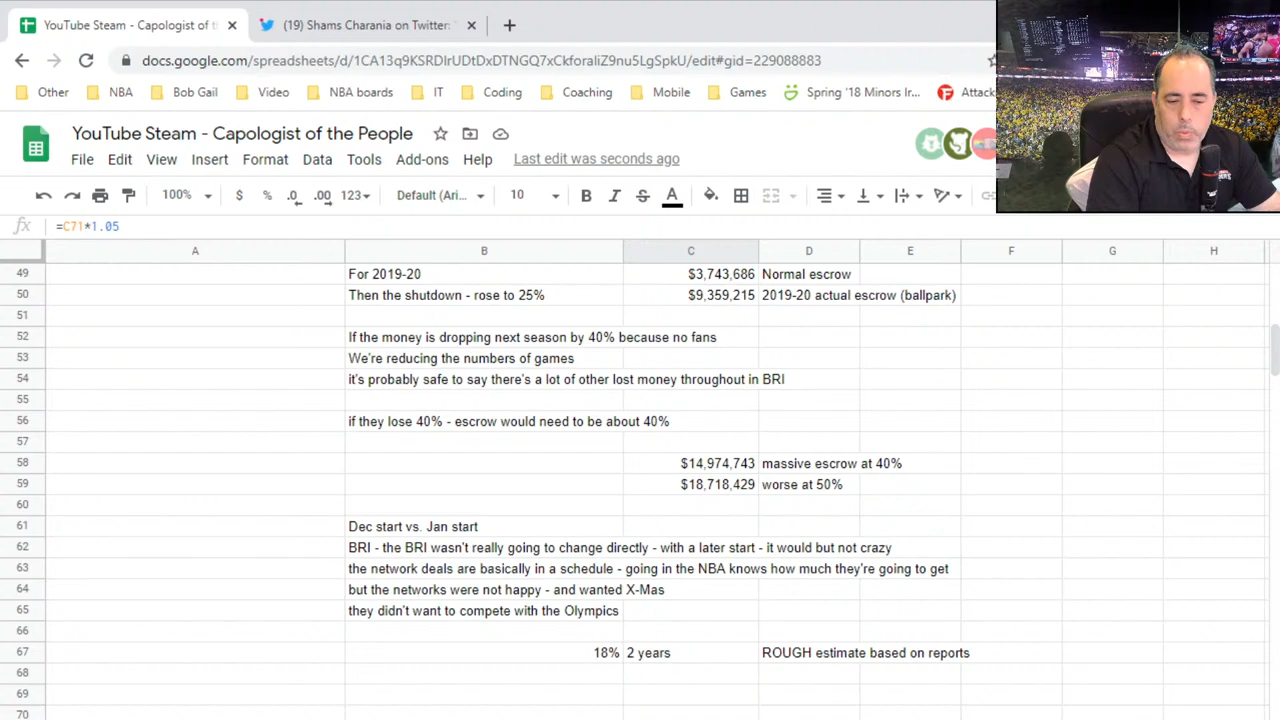 YouTube Steam - Capologist of t
(19) Shams Charania on Twitter:
docs.google.com/spreadsheets/d/1CA13q9KSRDIrUDtDxDTNGQ7xCkforaliZ9nu5LgSpkU/edit#gid=229088883
Other NBA Bob Gail Video NBA boards IT Coding Coaching Mobile Games Spring '18 Minors Ir... Attack
YouTube Steam - Capologist of the People
File Edit View Insert Format Data Tools Add-ons Help Last edit was seconds ago
100% $ % .0 .00 123 Default (Ari... 10 B I S A
fx =C71*1.05
A B C D E F G H
49 For 2019-20 $3,743,686 Normal escrow
50 Then the shutdown - rose to 25% $9,359,215 2019-20 actual escrow (ballpark)
51
52 If the money is dropping next season by 40% because no fans
53 We're reducing the numbers of games
54 it's probably safe to say there's a lot of other lost money throughout in BRI
55
56 if they lose 40% - escrow would need to be about 40%
57
58 $14,974,743 massive escrow at 40%
59 $18,718,429 worse at 50%
60
61 Dec start vs. Jan start
62 BRI - the BRI wasn't really going to change directly - with a later start - it would but not crazy
63 the network deals are basically in a schedule - going in the NBA knows how much they're going to get
64 but the networks were not happy - and wanted X-Mas
65 they didn't want to compete with the Olympics
66
67 18% 2 years ROUGH estimate based on reports
68
69
70